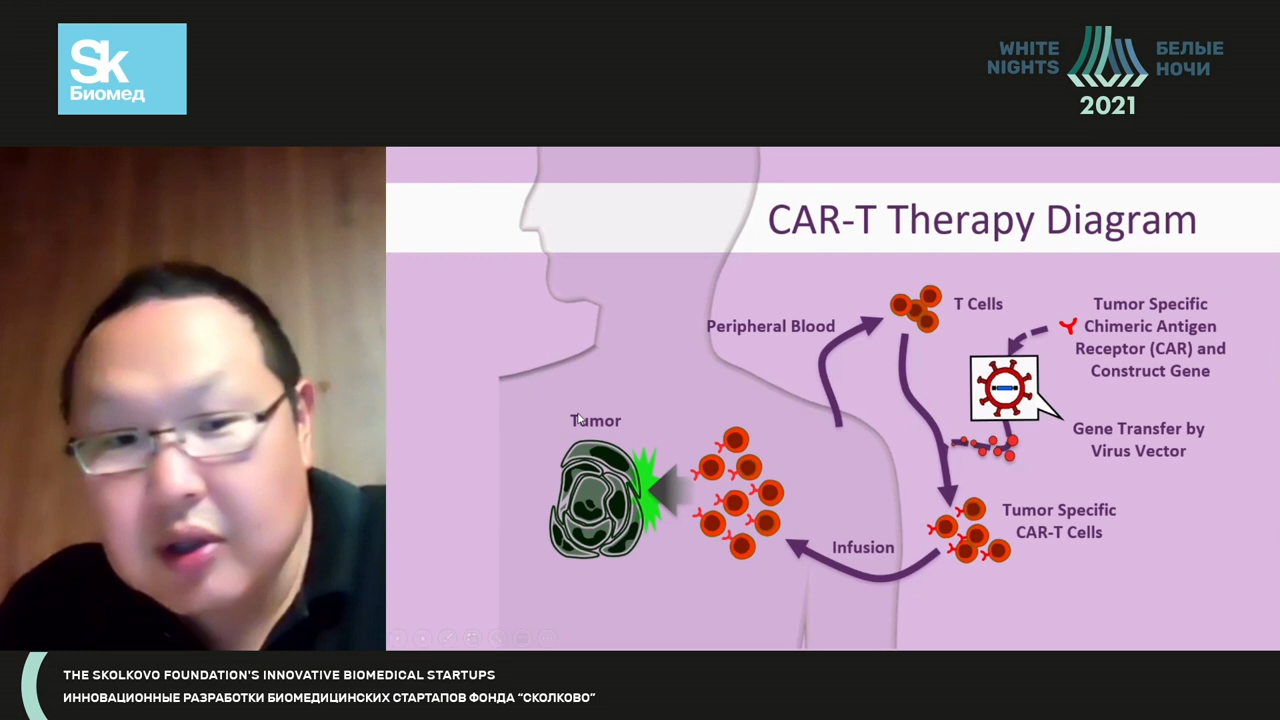 Sk
Биомед
WHITE
NIGHTS
БЕЛЫЕ
НОЧИ
2021
CAR-T Therapy Diagram
Peripheral Blood
T Cells
Tumor Specific
Chimeric Antigen
Receptor (CAR) and
Construct Gene
Gene Transfer by
Virus Vector
Tumor
Tumor Specific
CAR-T Cells
Infusion
THE SKOLKOVO FOUNDATION'S INNOVATIVE BIOMEDICAL STARTUPS
ИННОВАЦИОННЫЕ РАЗРАБОТКИ БИОМЕДИЦИНСКИХ СТАРТАПОВ ФОНДА "СКОЛКОВО"